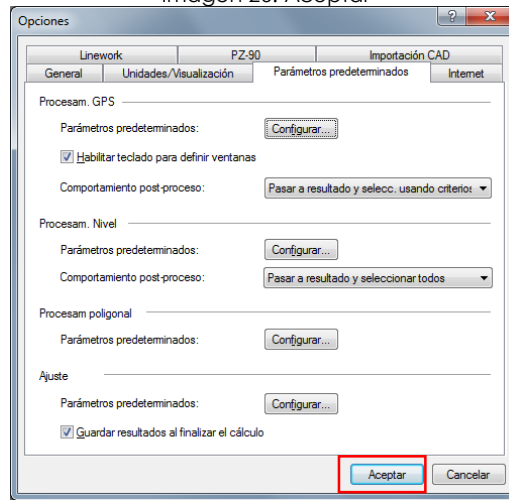 Imagen 26. Aceptar
Opciones
Linework PZ-90 Importación CAD
General Unidades/Visualización Parámetros predeterminados Internet
Procesam. GPS
Parámetros predeterminados: Configurar...
Habilitar teclado para definir ventanas
Comportamiento post-proceso: Pasar a resultado y selecc. usando criterios
Procesam. Nivel
Parámetros predeterminados: Configurar...
Comportamiento post-proceso: Pasar a resultado y seleccionar todos
Procesam poligonal
Parámetros predeterminados: Configurar...
Ajuste
Parámetros predeterminados: Configurar...
Guardar resultados al finalizar el cálculo
Aceptar Cancelar